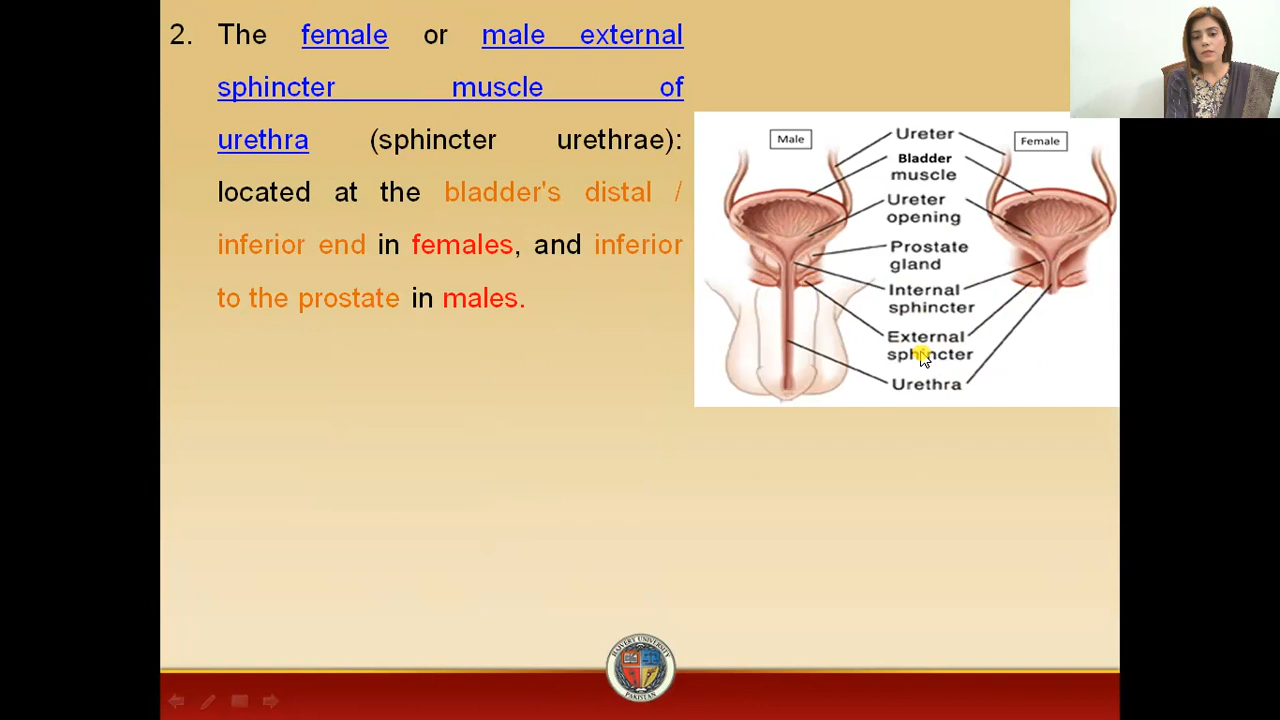 2. The female or male external
sphincter muscle of
urethra (sphincter urethrae):
located at the bladder's distal /
inferior end in females, and inferior
to the prostate in males.
Male
Female
Ureter
Bladder
muscle
Ureter
opening
Prostate
gland
Internal
sphincter
External
sphincter
Urethra
PAKISTAN